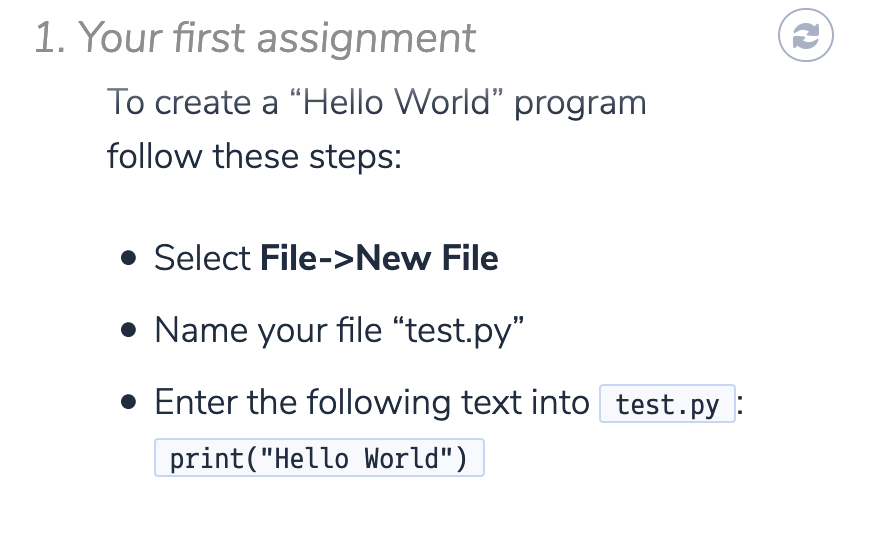 1. Your first assignment
To create a “Hello World” program
follow these steps:
• Select File->New File
• Name your file “test.py”
• Enter the following text into test.py:
print("Hello World")